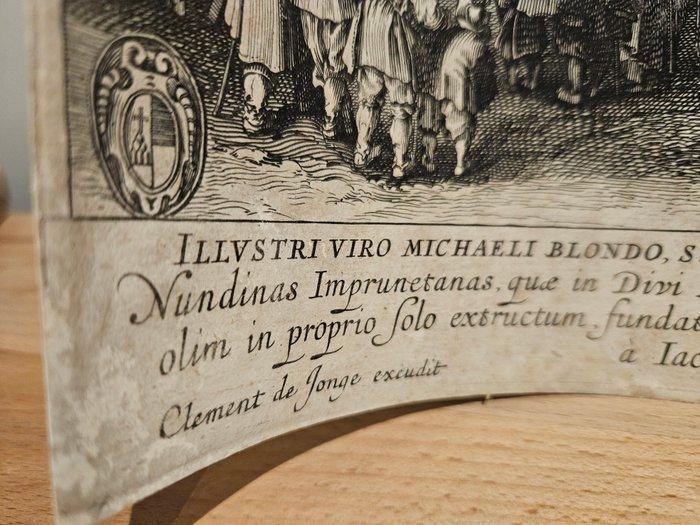 ILLVSTRI VIRO MICHAELI BLONDO, S
Nundinas Imprunetanas, quæ in Divi
olim in proprio solo extructum, fundat
à Iac
Clement de Jonge excudit